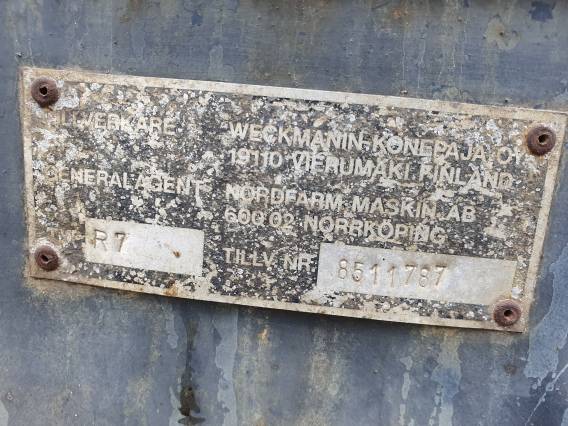 TILLVERKARE WECKMANIN KONEPAJA OY
19110 VIERUMÄKI FINLAND
GENERALAGENT NORDFARM MASKIN AB
600 02 NORRKÖPING
R7 TILLV. NR. 8511787